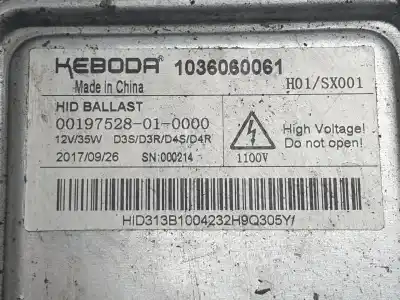 KEBODA® 1036060061
Made in China H01/SX001
HID BALLAST
00197528-01-0000
12V/35W D3S/D3R/D4S/D4R
2017/09/26 SN:000214
1100V
High Voltage!
Do not open!
HID313B1004232H9Q305Yf